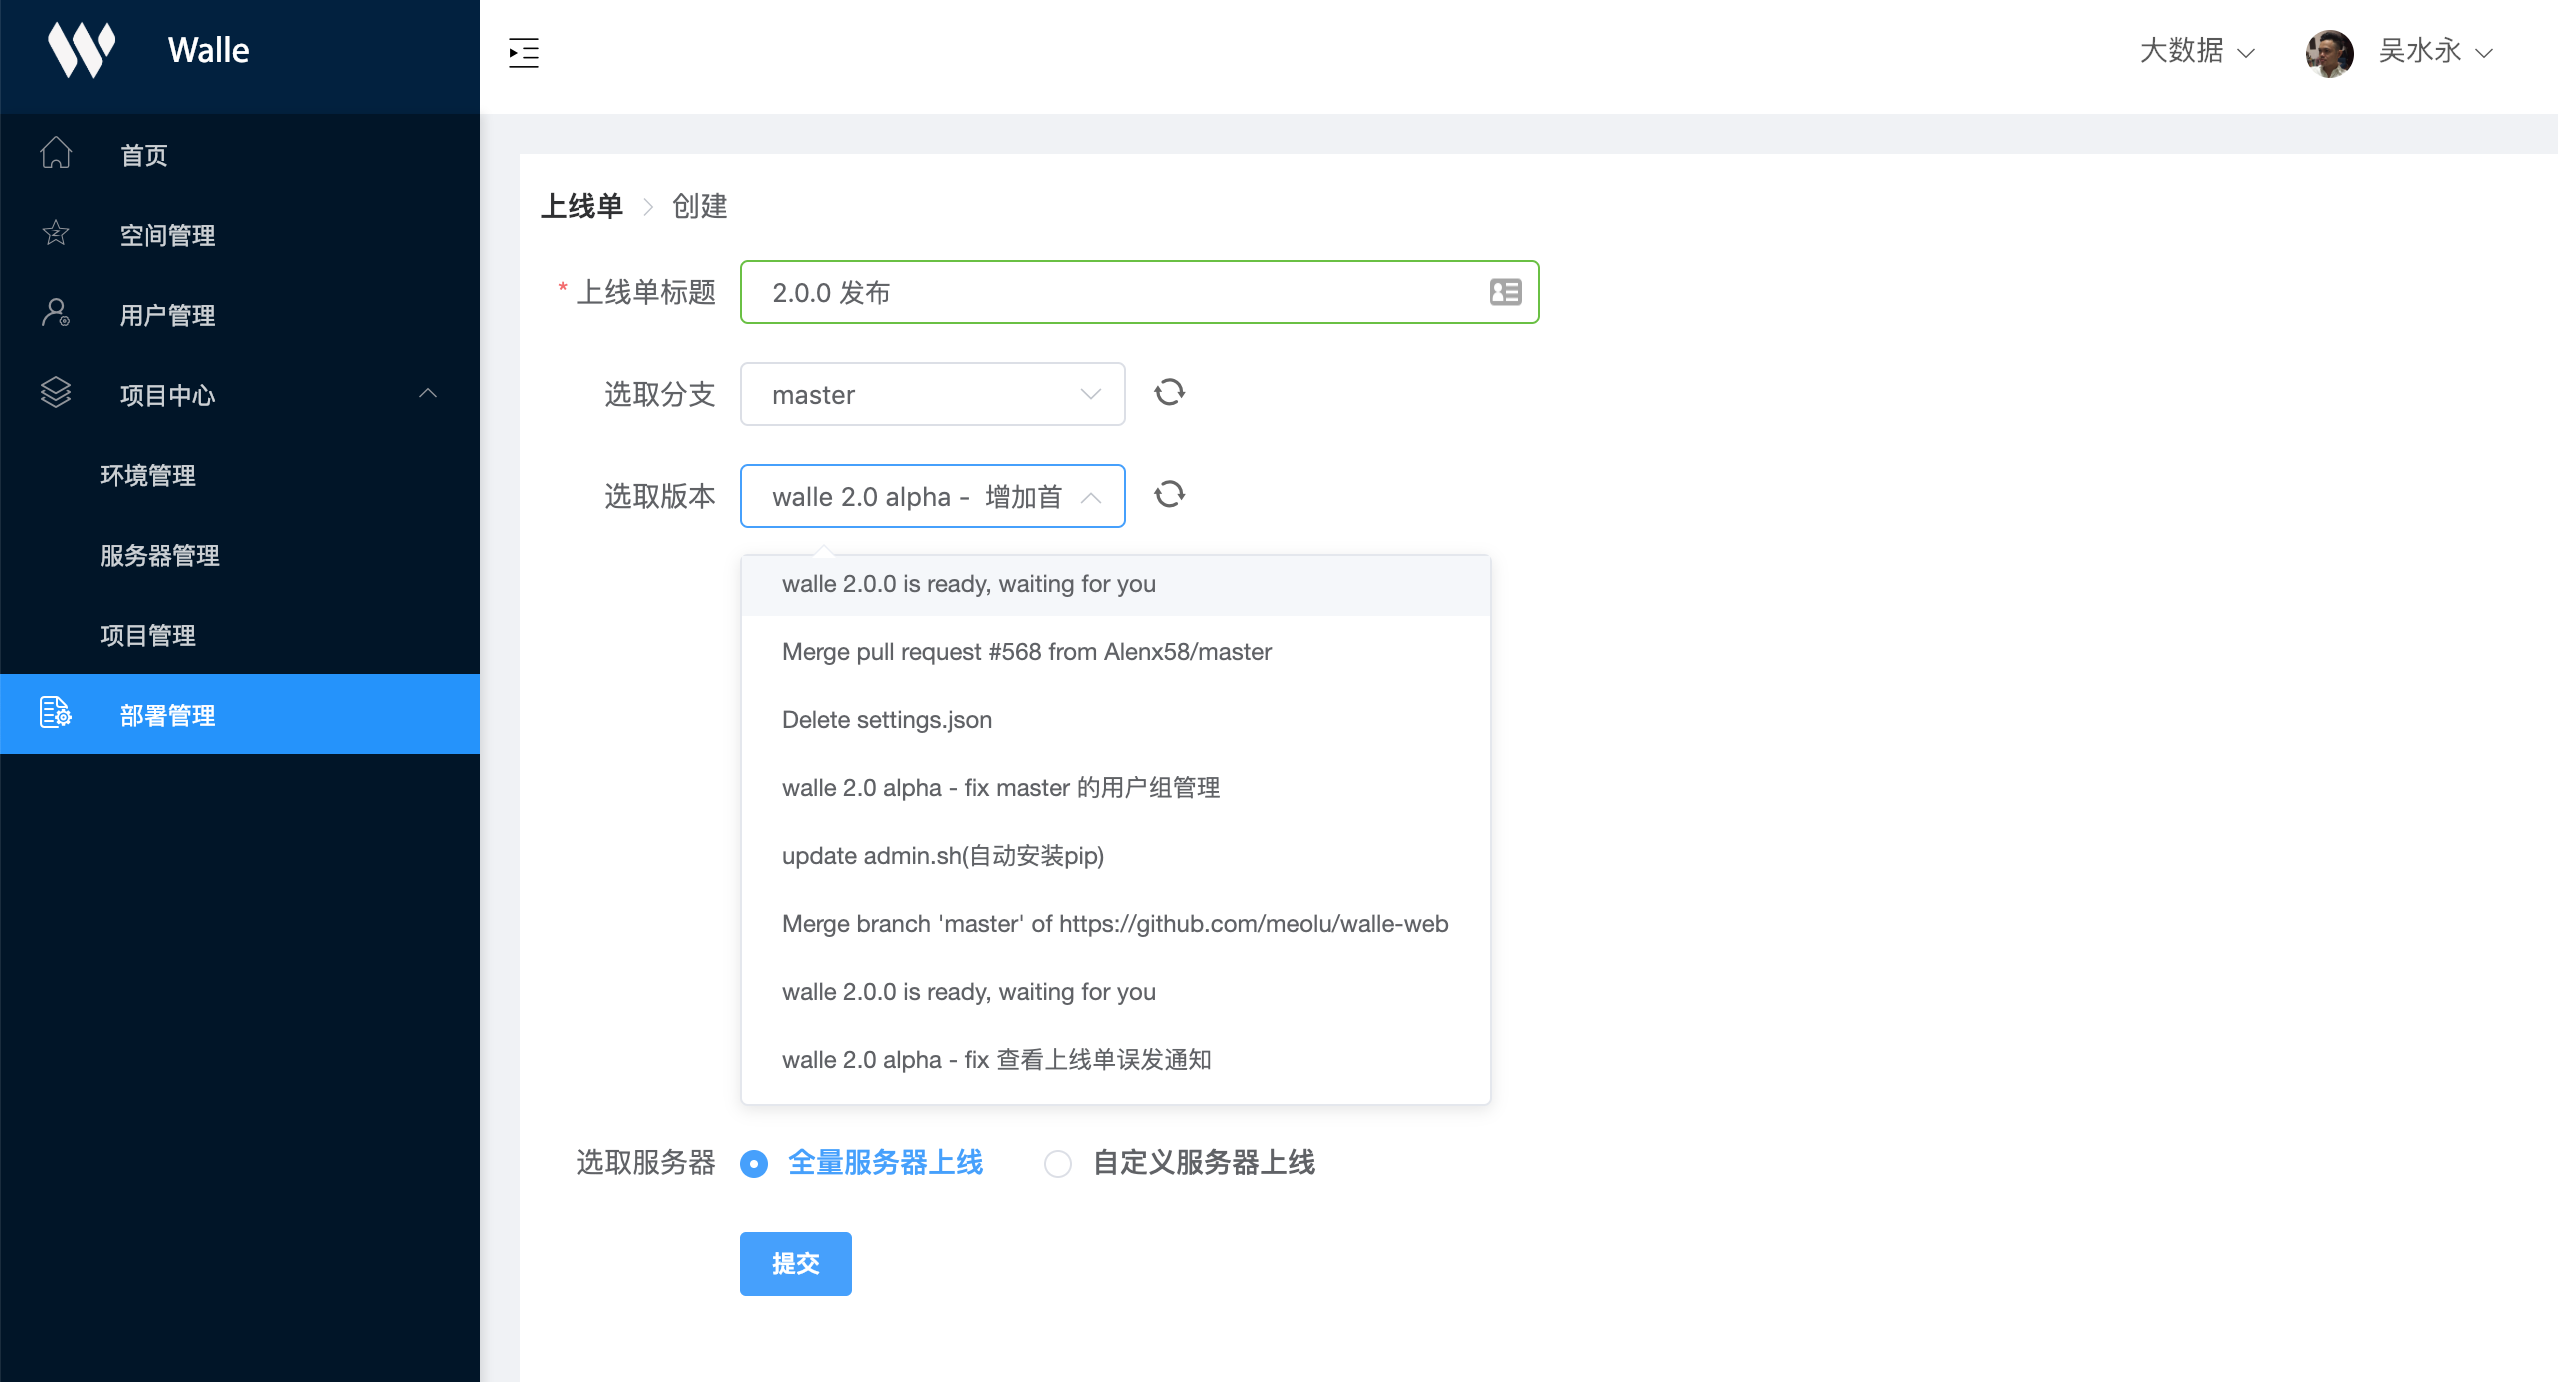 Walle
大数据
吴水永
首页
空间管理
用户管理
项目中心
环境管理
服务器管理
项目管理
部署管理
上线单 > 创建
* 上线单标题 2.0.0 发布
选取分支 master
选取版本 walle 2.0 alpha - 增加首
walle 2.0.0 is ready, waiting for you
Merge pull request #568 from Alenx58/master
Delete settings.json
walle 2.0 alpha - fix master 的用户组管理
update admin.sh(自动安装pip)
Merge branch 'master' of https://github.com/meolu/walle-web
walle 2.0.0 is ready, waiting for you
walle 2.0 alpha - fix 查看上线单误发通知
选取服务器 全量服务器上线 自定义服务器上线
提交